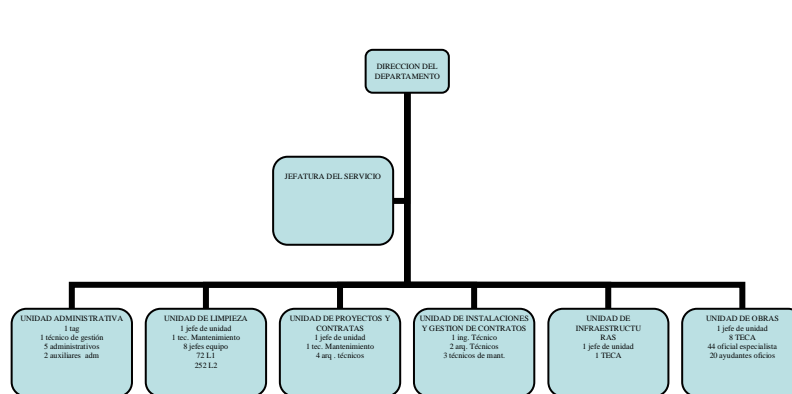 DIRECCION DEL
DEPARTAMENTO
JEFATURA DEL SERVICIO
UNIDAD ADMINISTRATIVA
1 tag
1 técnico de gestión
5 administrativos
2 auxiliares adm
UNIDAD DE LIMPIEZA
1 jefe de unidad
1 tec. Mantenimiento
8 jefes equipo
72 L1
252 L2
UNIDAD DE PROYECTOS Y
CONTRATAS
1 jefe de unidad
1 tec. Mantenimiento
4 arq . técnicos
UNIDAD DE INSTALACIONES
Y GESTION DE CONTRATOS
1 ing. Técnico
2 arq. Técnicos
3 técnicos de mant.
UNIDAD DE
INFRAESTRUCTU
RAS
1 jefe de unidad
1 TECA
UNIDAD DE OBRAS
1 jefe de unidad
8 TECA
44 oficial especialista
20 ayudantes oficios